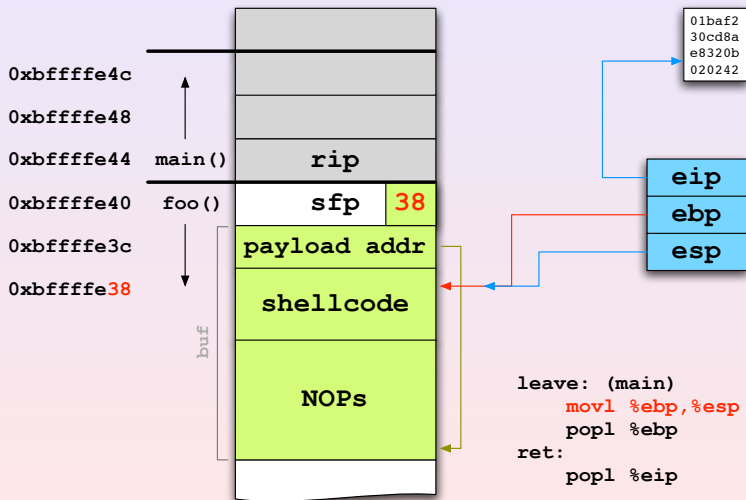 01baf2
30cd8a
e8320b
020242
0xbffffe4c
0xbffffe48
0xbffffe44 main() rip
eip
0xbffffe40 foo() sfp 38
ebp
0xbffffe3c payload addr
esp
0xbffffe38
shellcode
buf
NOPs
leave: (main)
movl %ebp,%esp
popl %ebp
ret:
popl %eip